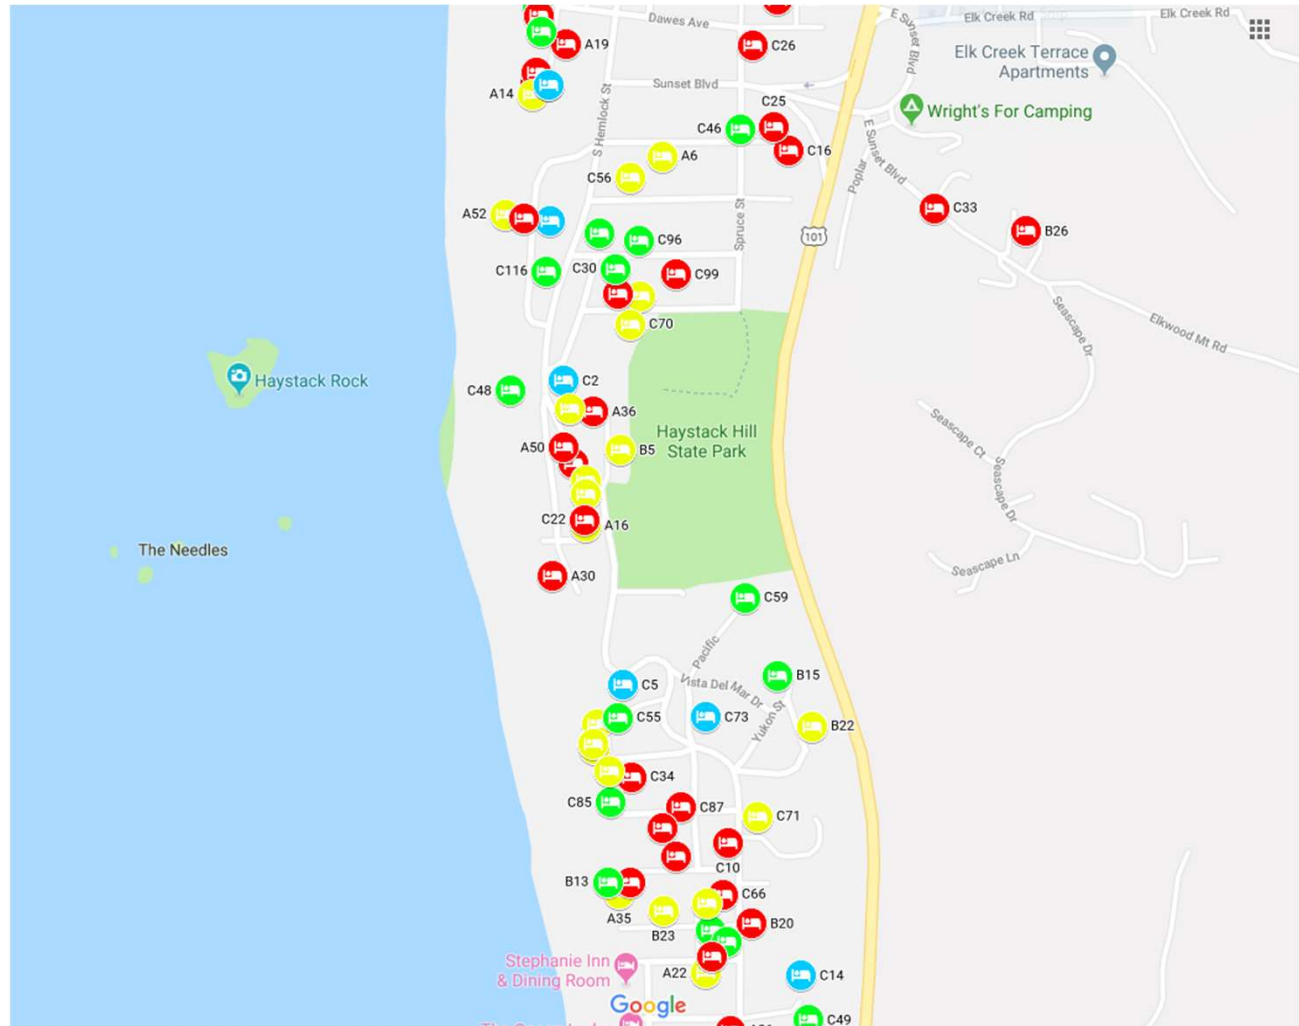 Dawes Ave
E Sunset Blvd
Elk Creek Rd
Elk Creek Rd
A19
C26
Elk Creek Terrace
Apartments
A14
Sunset Blvd
S Hemlock St
C25
Wright's For Camping
C46
C16
E Sunset Blvd
A6
C56
Poplar
C33
A52
B26
Spruce St
101
C96
C116
C30
C99
C70
Seascape Dr
Elkwood Mt Rd
Haystack Rock
C48
C2
A36
Seascape Ct
Haystack Hill
State Park
A50
B5
S
Seascape Dr
C22
A16
The Needles
A30
Seascape Ln
C59
Pacific
C5
Vista Del Mar Dr
B15
C55
C73
Yukon St
B22
C34
C85
C87
C71
C10
B13
C66
A35
B23
B20
Stephanie Inn
& Dining Room
A22
C14
Google
C49